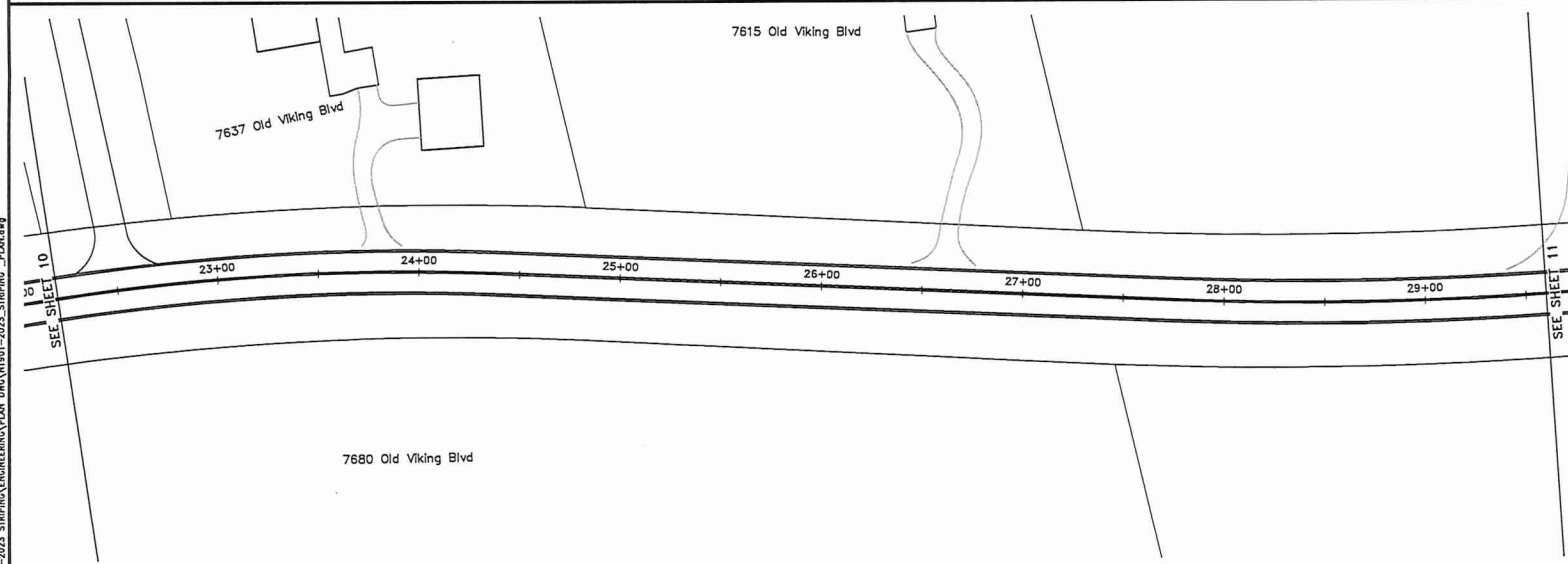 7615 Old Viking Blvd
7637 Old Viking Blvd
SEE SHEET 10
00
23+00
24+00
25+00
26+00
27+00
28+00
29+00
SEE SHEET 11
7680 Old Viking Blvd